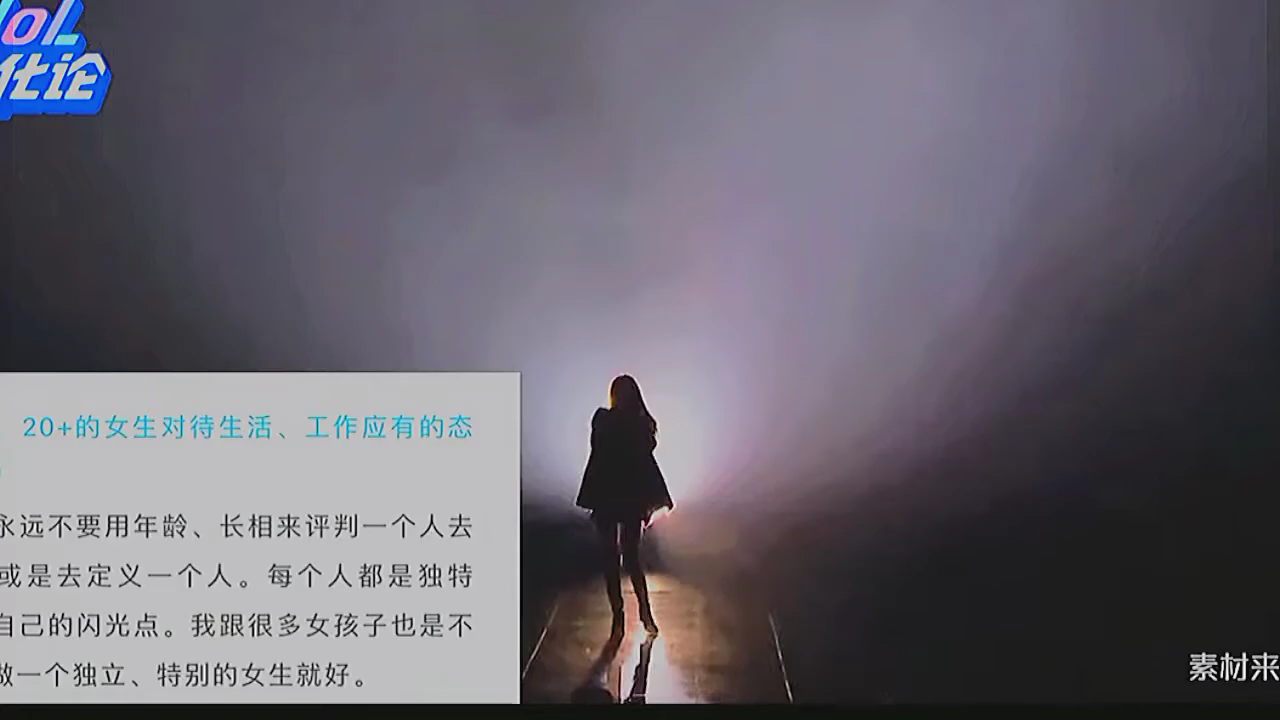 oL
论
20+的女生对待生活、工作应有的态
永远不要用年龄、长相来评判一个人去
或是去定义一个人。每个人都是独特
自己的闪光点。我跟很多女孩子也是不
做一个独立、特别的女生就好。
素材来